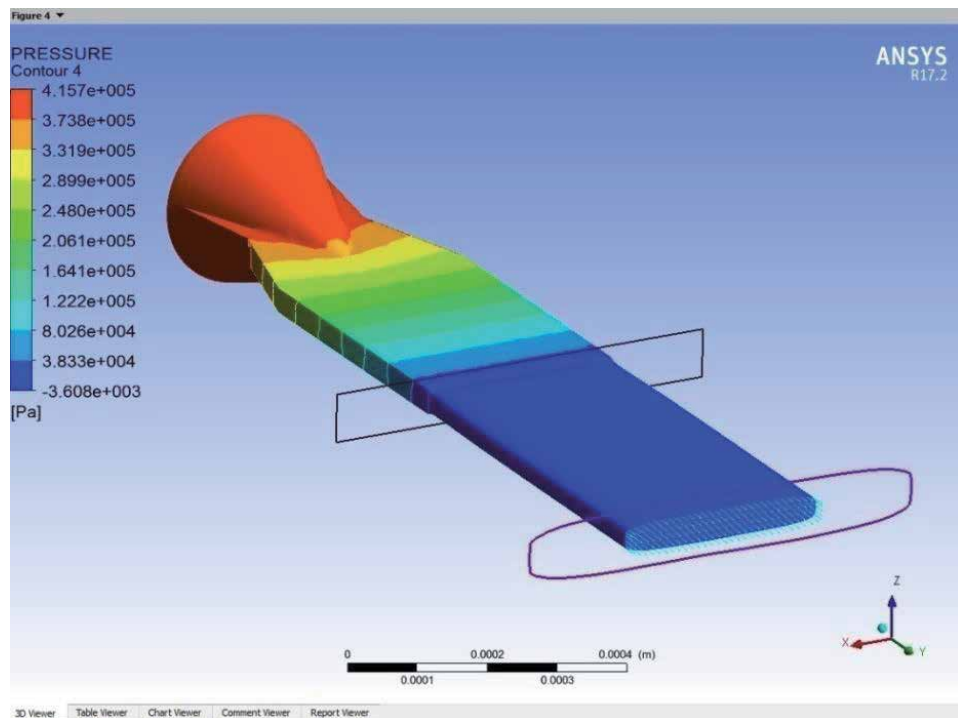 Figure 4
PRESSURE
Contour 4
4.157e+005
3.738e+005
3.319e+005
2.899e+005
2.480e+005
2.061e+005
1.641e+005
1.222e+005
8.026e+004
3.833e+004
-3.608e+003
[Pa]
ANSYS
R17.2
Z
X
Y
0 0.0002 0.0004 (m)
0.0001 0.0003
3D Viewer Table Viewer Chart Viewer Comment Viewer Report Viewer